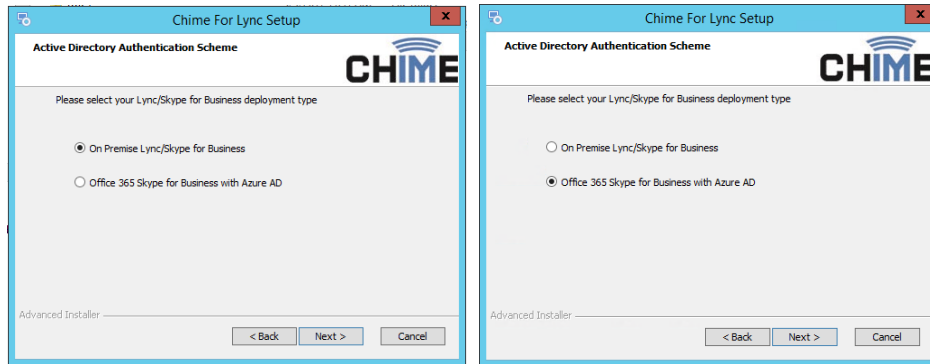 Chime For Lync Setup
x
Active Directory Authentication Scheme
CHIME
Please select your Lync/Skype for Business deployment type
On Premise Lync/Skype for Business
Office 365 Skype for Business with Azure AD
Advanced Installer
< Back
Next >
Cancel
Chime For Lync Setup
x
Active Directory Authentication Scheme
CHIME
Please select your Lync/Skype for Business deployment type
On Premise Lync/Skype for Business
Office 365 Skype for Business with Azure AD
Advanced Installer
< Back
Next >
Cancel